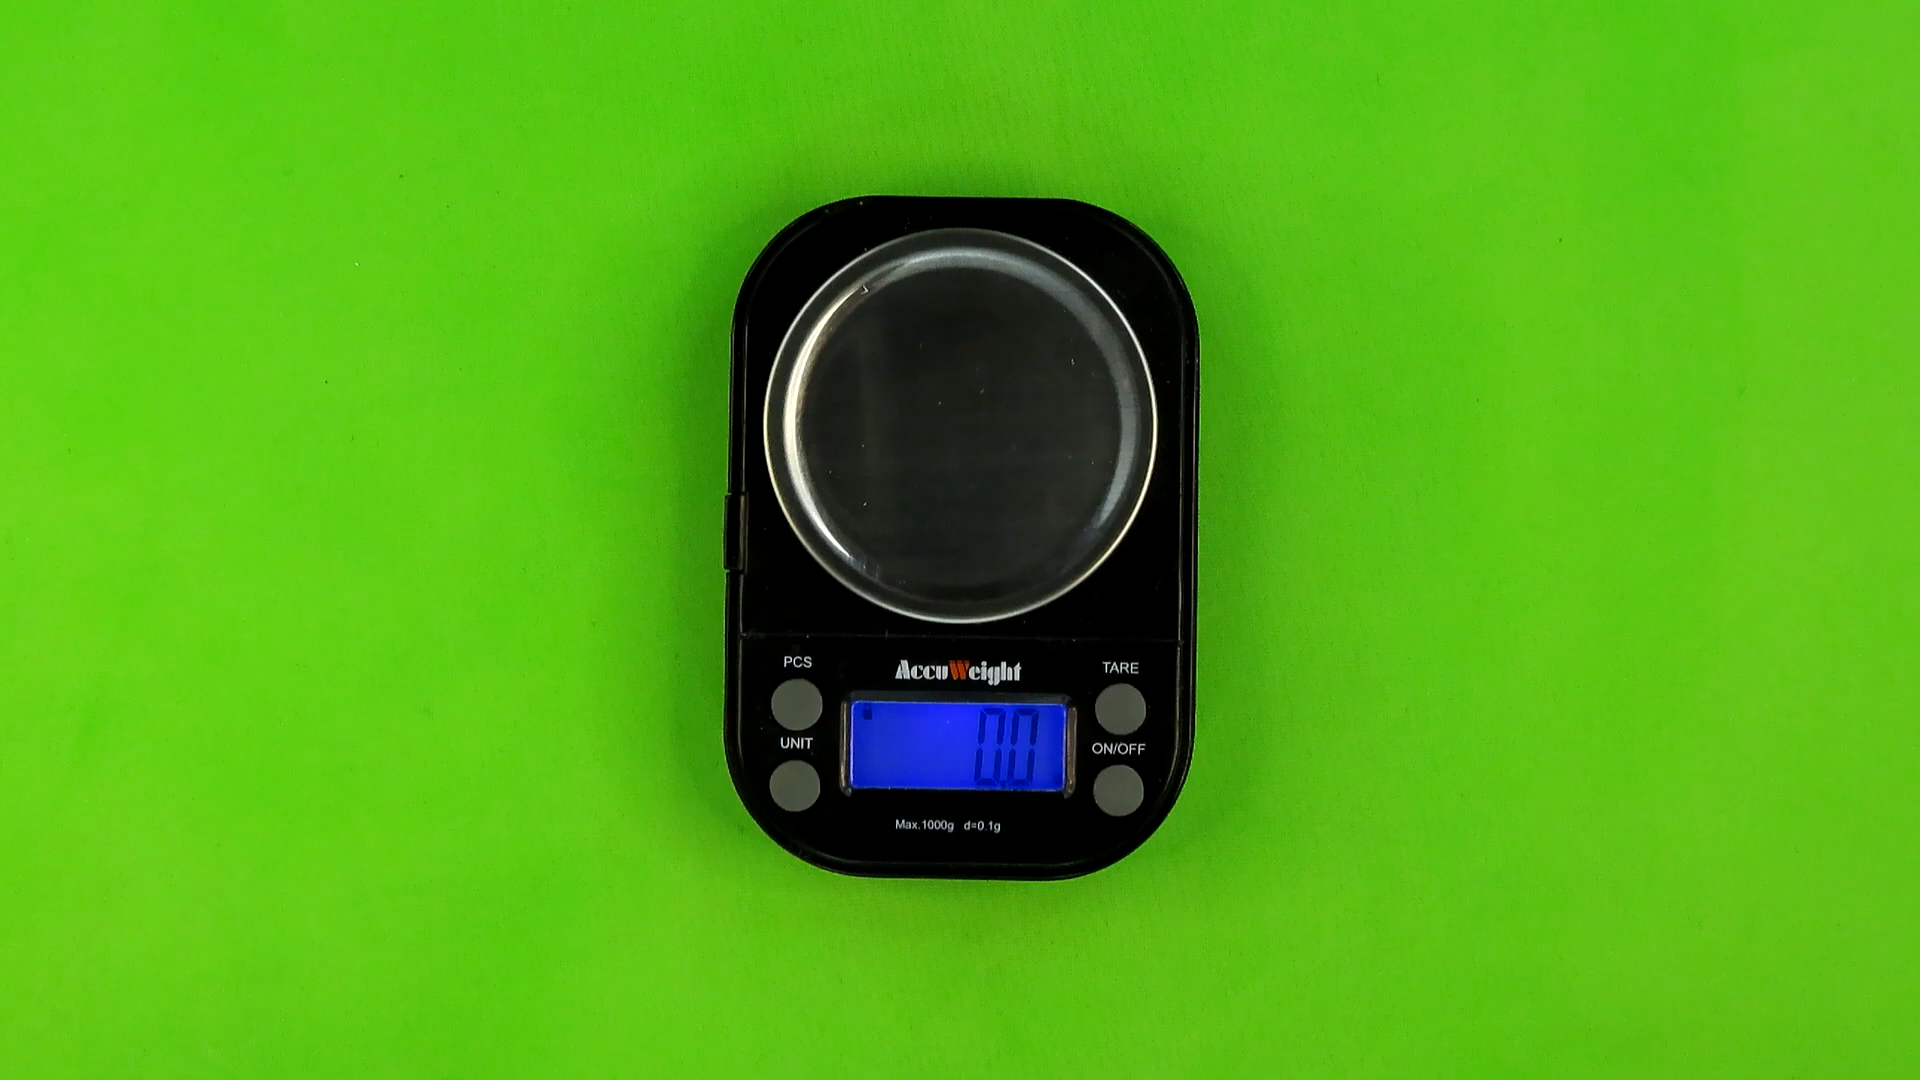 PCS
AccuWeight
TARE
0.0
UNIT
ON/OFF
Max.1000g d=0.1g